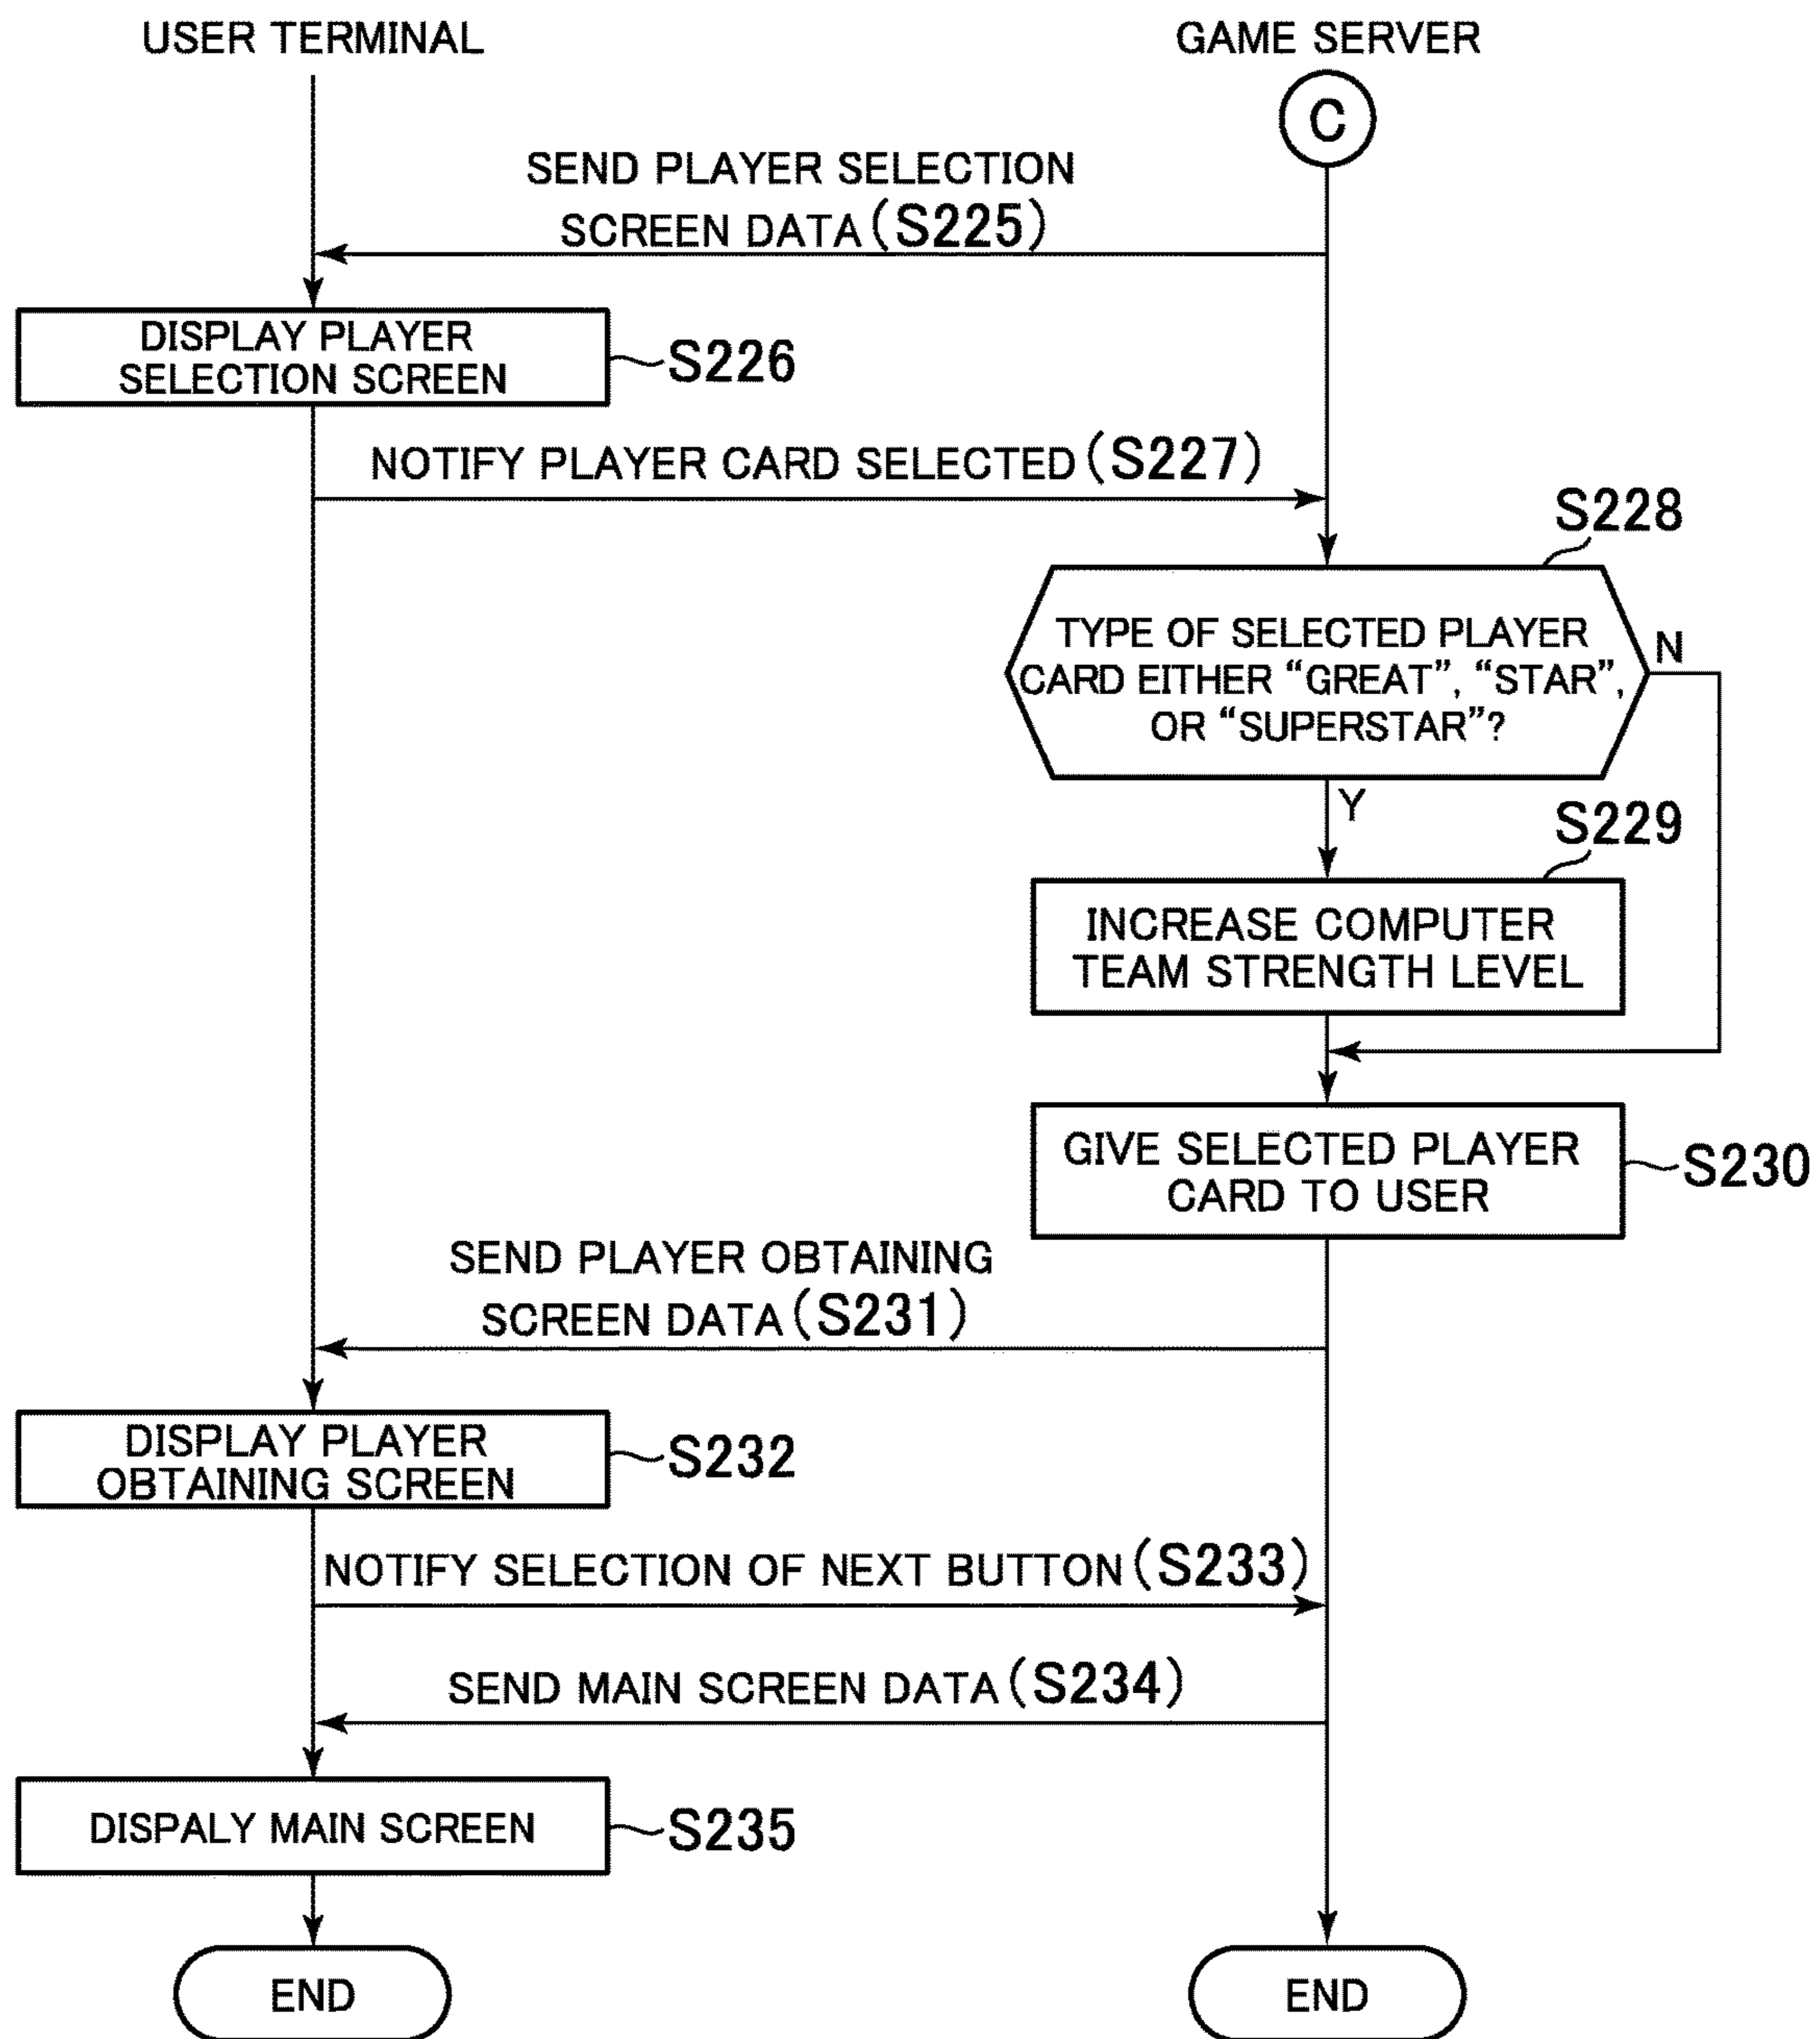 USER TERMINAL
GAME SERVER
C
SEND PLAYER SELECTION
SCREEN DATA(S225)
DISPLAY PLAYER
SELECTION SCREEN
S226
NOTIFY PLAYER CARD SELECTED(S227)
S228
TYPE OF SELECTED PLAYER
CARD EITHER “GREAT”, “STAR”,
OR “SUPERSTAR”?
N
Y
S229
INCREASE COMPUTER
TEAM STRENGTH LEVEL
GIVE SELECTED PLAYER
CARD TO USER
S230
SEND PLAYER OBTAINING
SCREEN DATA(S231)
DISPLAY PLAYER
OBTAINING SCREEN
S232
NOTIFY SELECTION OF NEXT BUTTON(S233)
SEND MAIN SCREEN DATA(S234)
DISPALY MAIN SCREEN
S235
END
END